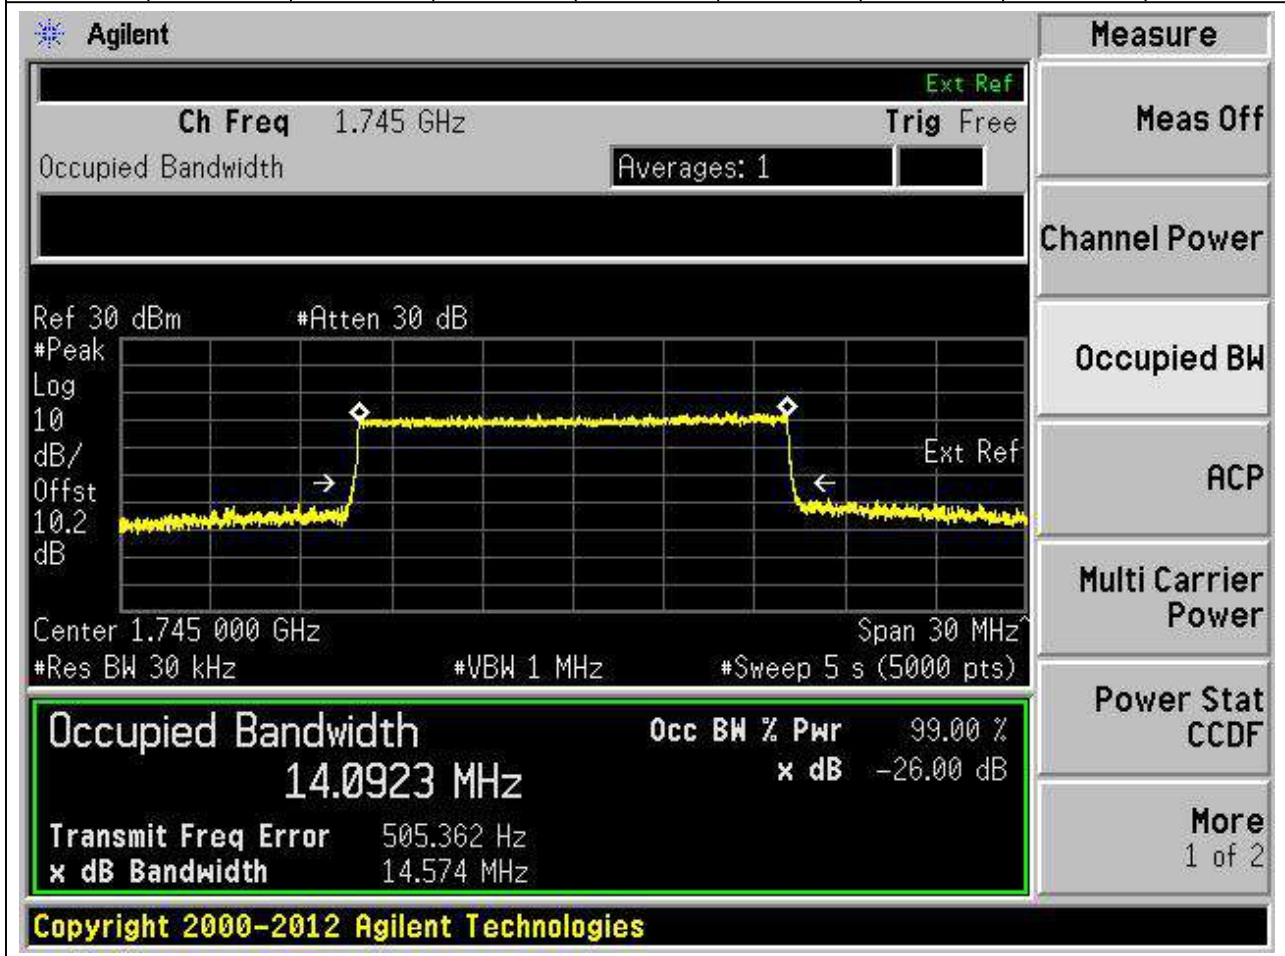 Agilent
Measure
Ext Ref
Ch Freq 1.745 GHz Trig Free
Meas Off
Occupied Bandwidth Averages: 1
Channel Power
Ref 30 dBm #Atten 30 dB
#Peak
Log
10
dB/
Offst
10.2
dB
Ext Ref
Occupied BW
ACP
Multi Carrier
Power
Center 1.745 000 GHz Span 30 MHz^
#Res BW 30 kHz #VBW 1 MHz #Sweep 5 s (5000 pts)
Power Stat
CCDF
Occupied Bandwidth Occ BW % Pwr 99.00 %
14.0923 MHz x dB -26.00 dB
Transmit Freq Error 505.362 Hz
x dB Bandwidth 14.574 MHz
More
1 of 2
Copyright 2000-2012 Agilent Technologies